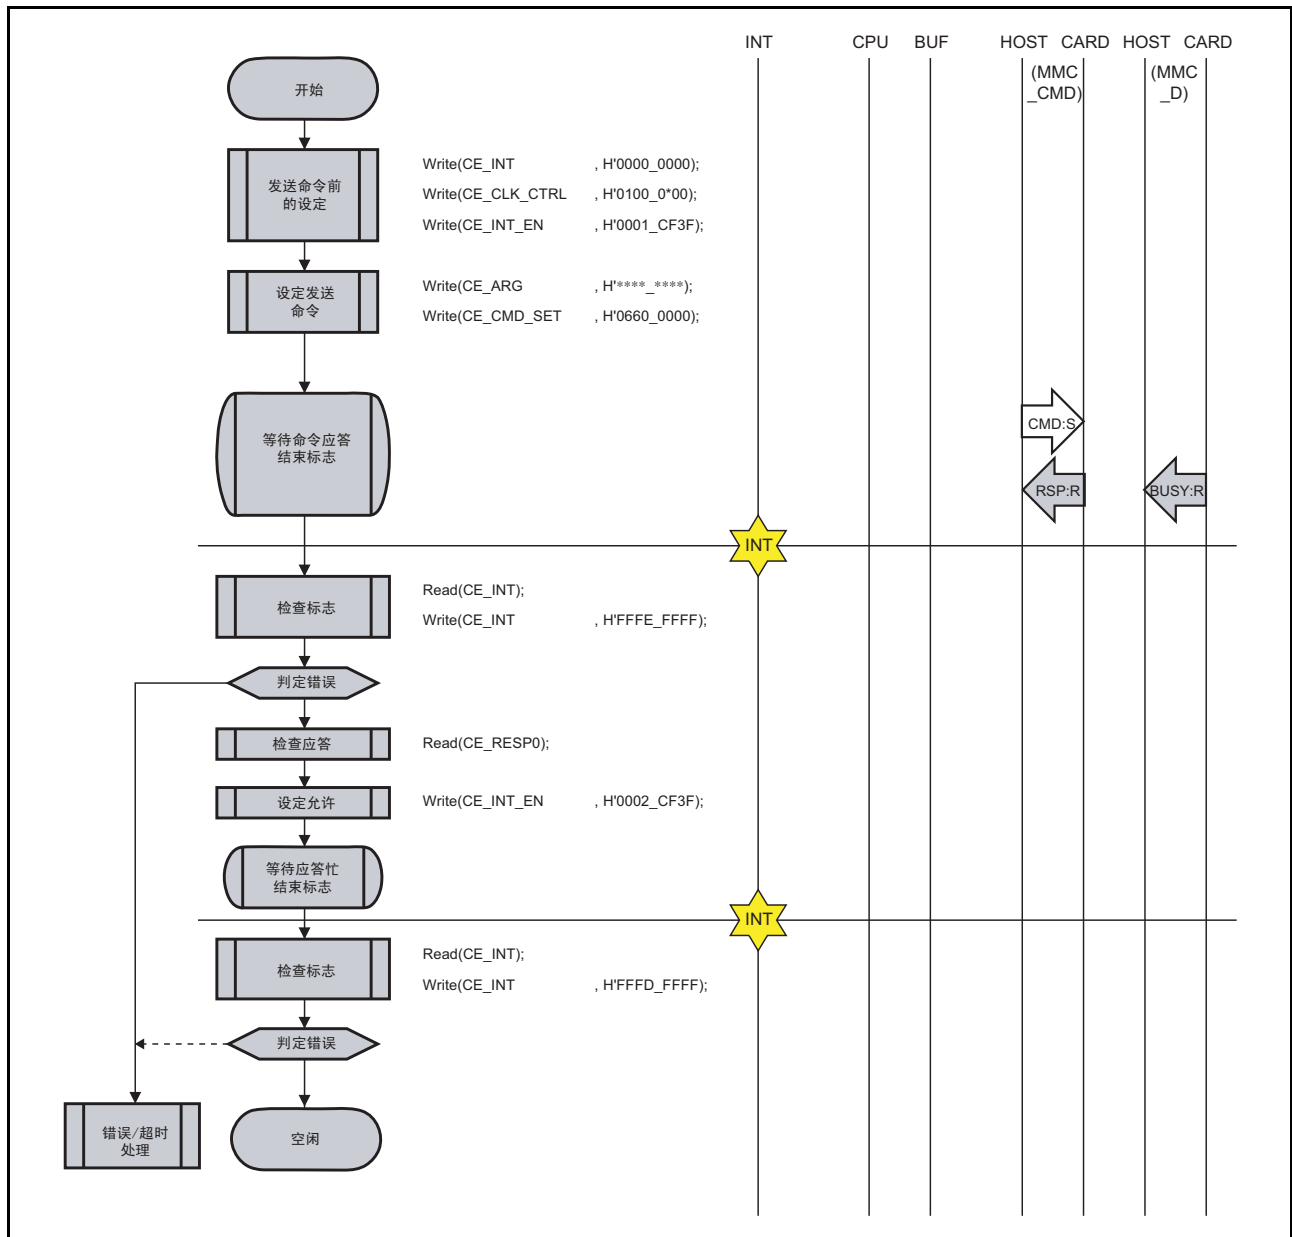 INT CPU BUF HOST CARD HOST CARD
(MMC
_CMD)
(MMC
_D)
开始
发送命令前
的设定
Write(CE_INT , H'0000_0000);
Write(CE_CLK_CTRL , H'0100_0*00);
Write(CE_INT_EN , H'0001_CF3F);
设定发送
命令
Write(CE_ARG , H'****_****);
Write(CE_CMD_SET , H'0660_0000);
等待命令应答
结束标志
CMD:S
RSP:R
BUSY:R
INT
检查标志
Read(CE_INT);
Write(CE_INT , H'FFFE_FFFF);
判定错误
检查应答
Read(CE_RESP0);
设定允许
Write(CE_INT_EN , H'0002_CF3F);
等待应答忙
结束标志
INT
检查标志
Read(CE_INT);
Write(CE_INT , H'FFFD_FFFF);
判定错误
错误/超时
处理
空闲